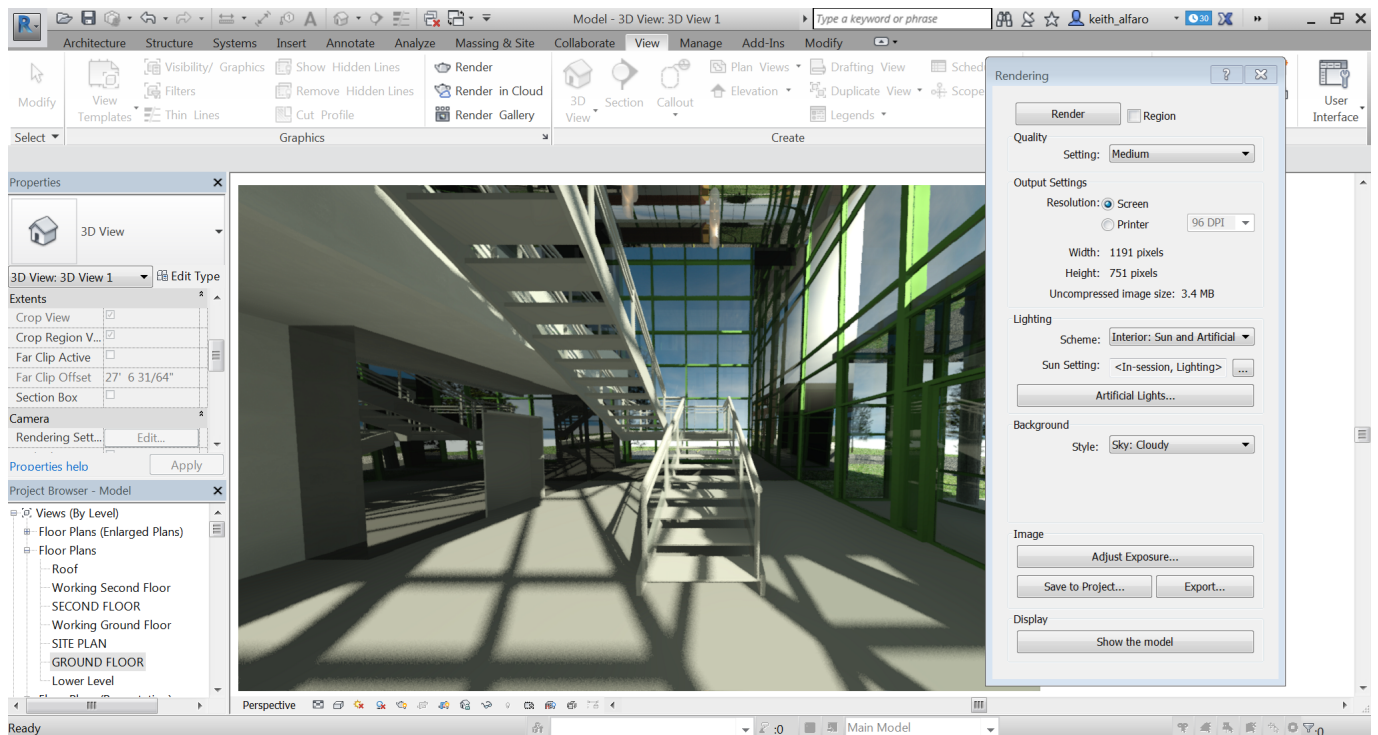 R
A
Model - 3D View: 3D View 1
Type a keyword or phrase
keith_alfaro
30
Architecture Structure Systems Insert Annotate Analyze Massing & Site Collaborate View Manage Add-Ins Modify
Modify
View
Templates
Visibility/ Graphics
Filters
Thin Lines
Show Hidden Lines
Remove Hidden Lines
Cut Profile
Render
Render in Cloud
Render Gallery
3D
View
Section
Callout
Plan Views
Elevation
Drafting View
Duplicate View
Legends
Sched
Scope
User
Interface
Select
Graphics
Create
Properties
3D View
3D View: 3D View 1
Edit Type
Extents
Crop View
Crop Region V...
Far Clip Active
Far Clip Offset 27' 6 31/64"
Section Box
Camera
Rendering Sett... Edit...
Properties help
Apply
Project Browser - Model
Views (By Level)
Floor Plans (Enlarged Plans)
Floor Plans
Roof
Working Second Floor
SECOND FLOOR
Working Ground Floor
SITE PLAN
GROUND FLOOR
Lower Level
Rendering
?
Render
Region
Quality
Setting: Medium
Output Settings
Resolution: Screen
Printer 96 DPI
Width: 1191 pixels
Height: 751 pixels
Uncompressed image size: 3.4 MB
Lighting
Scheme: Interior: Sun and Artificial
Sun Setting: <In-session, Lighting> ...
Artificial Lights...
Background
Style: Sky: Cloudy
Image
Adjust Exposure...
Save to Project... Export...
Display
Show the model
Perspective
Ready
:0
Main Model
:0